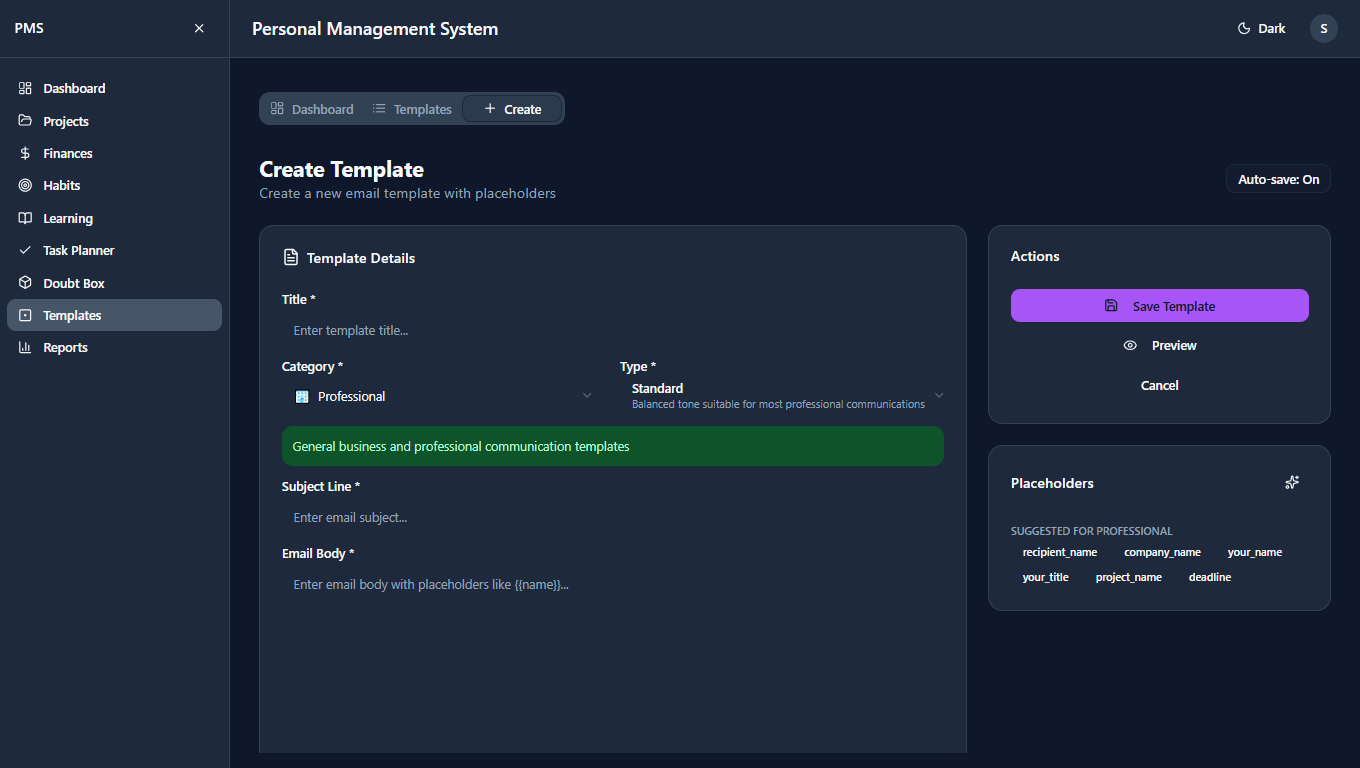 PMS
Personal Management System
Dark
S
Dashboard
Projects
Finances
Habits
Learning
Task Planner
Doubt Box
Templates
Reports
Dashboard
Templates
Create
Create Template
Create a new email template with placeholders
Auto-save: On
Template Details
Title *
Enter template title...
Category *
Professional
Type *
Standard
Balanced tone suitable for most professional communications
General business and professional communication templates
Subject Line *
Enter email subject...
Email Body *
Enter email body with placeholders like {{name}}...
Actions
Save Template
Preview
Cancel
Placeholders
SUGGESTED FOR PROFESSIONAL
recipient_name company_name your_name
your_title project_name deadline